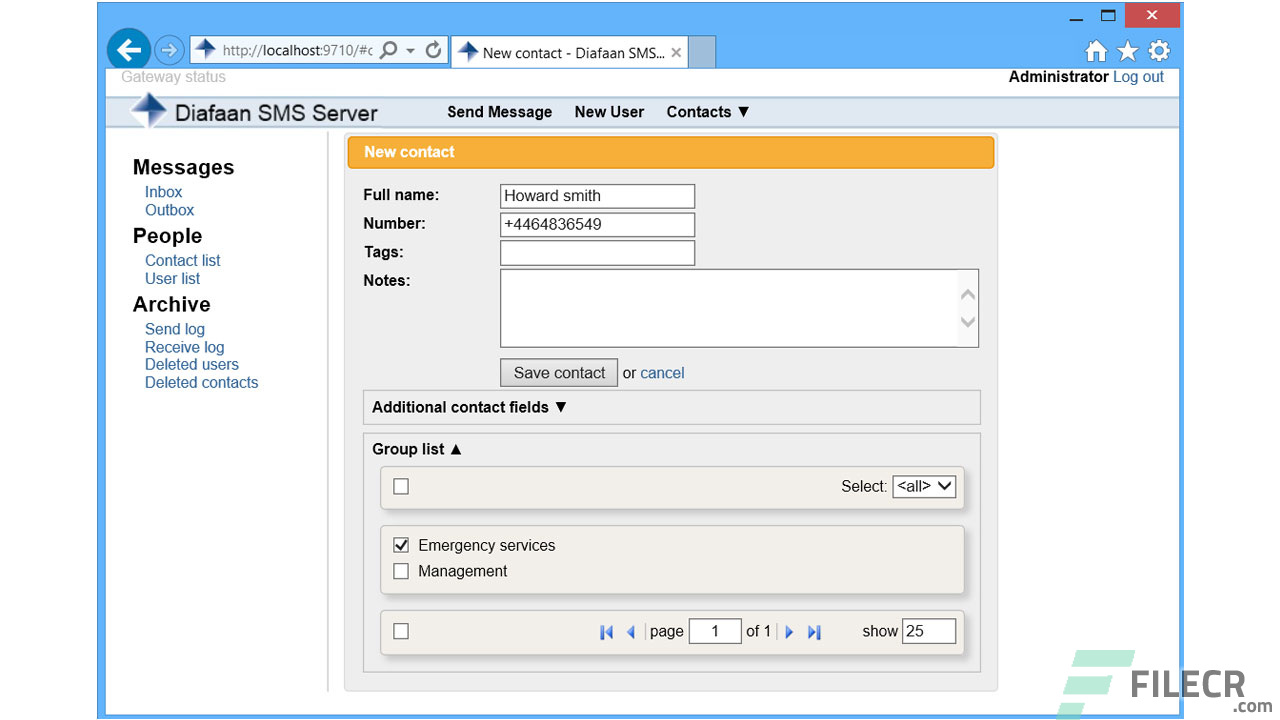 http://localhost:9710/#c
New contact - Diafaan SMS...
Gateway status
Administrator Log out
Diafaan SMS Server
Send Message New User Contacts ▼
Messages
Inbox
Outbox
People
Contact list
User list
Archive
Send log
Receive log
Deleted users
Deleted contacts
New contact
Full name: Howard smith
Number: +4464836549
Tags:
Notes:
Save contact or cancel
Additional contact fields ▼
Group list ▲
Select: <all>
Emergency services
Management
page 1 of 1 show 25
FILECR
.com